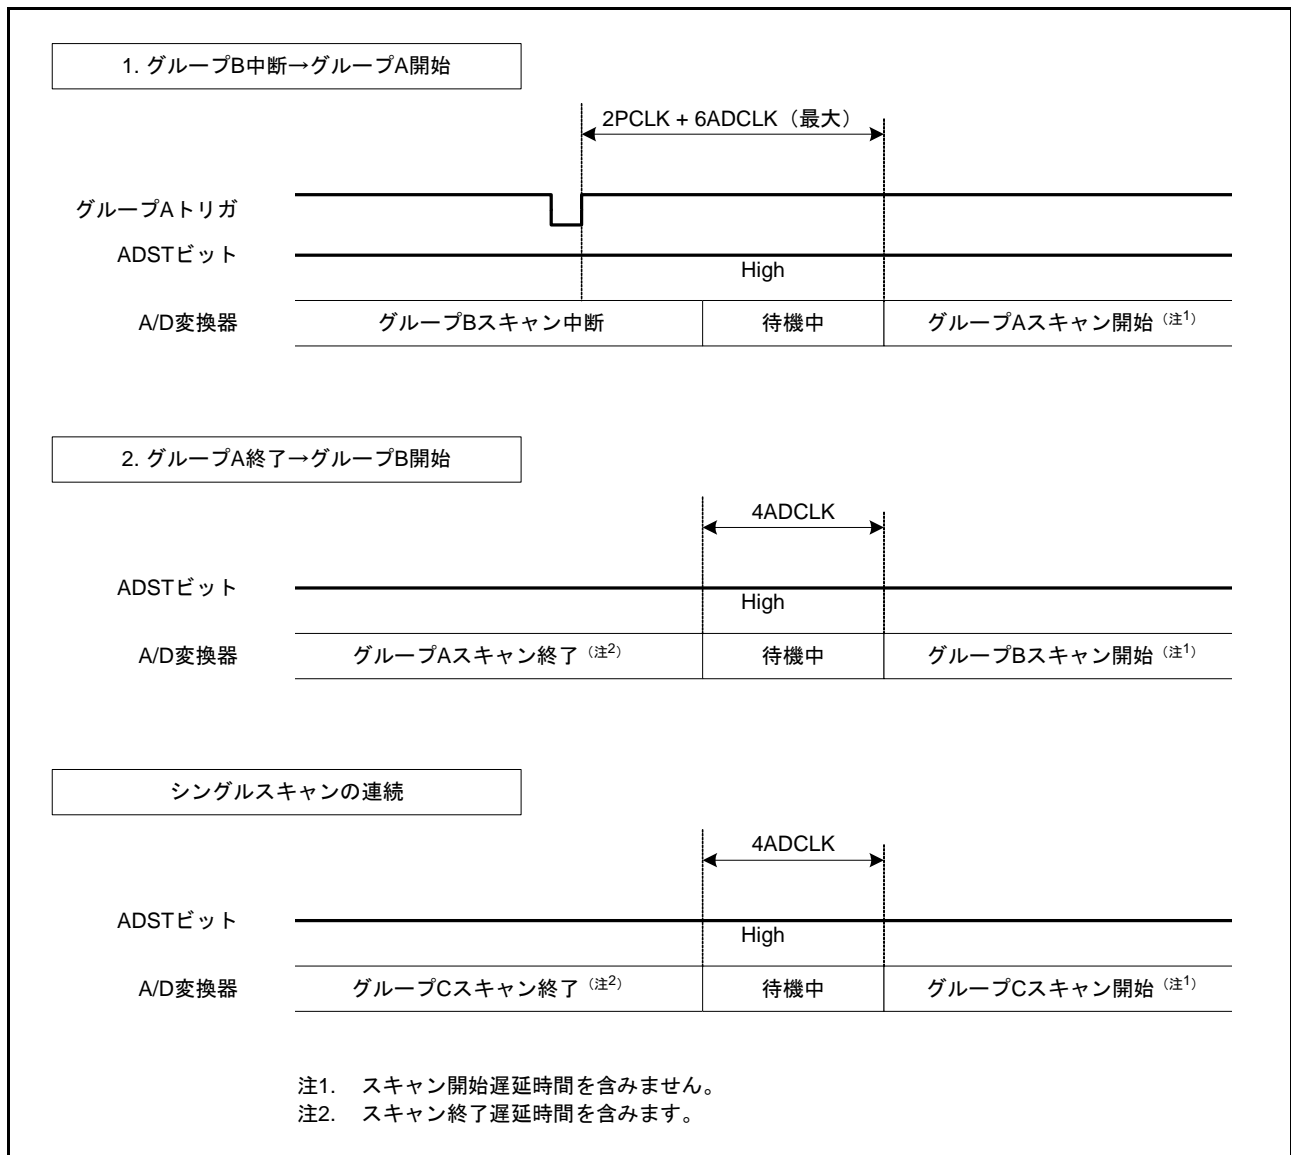 1. グループB中断→グループA開始
2PCLK + 6ADCLK（最大）
グループAトリガ
ADSTビット
High
A/D変換器 グループBスキャン中断 待機中 グループAスキャン開始（注1）
2. グループA終了→グループB開始
4ADCLK
ADSTビット
High
A/D変換器 グループAスキャン終了（注2） 待機中 グループBスキャン開始（注1）
シングルスキャンの連続
4ADCLK
ADSTビット
High
A/D変換器 グループCスキャン終了（注2） 待機中 グループCスキャン開始（注1）
注1. スキャン開始遅延時間を含みません。
注2. スキャン終了遅延時間を含みます。